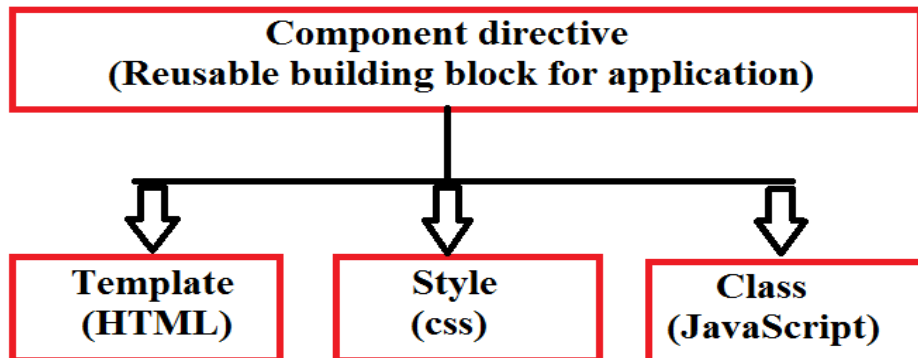 Component directive
(Reusable building block for application)
Template
(HTML)
Style
(css)
Class
(JavaScript)